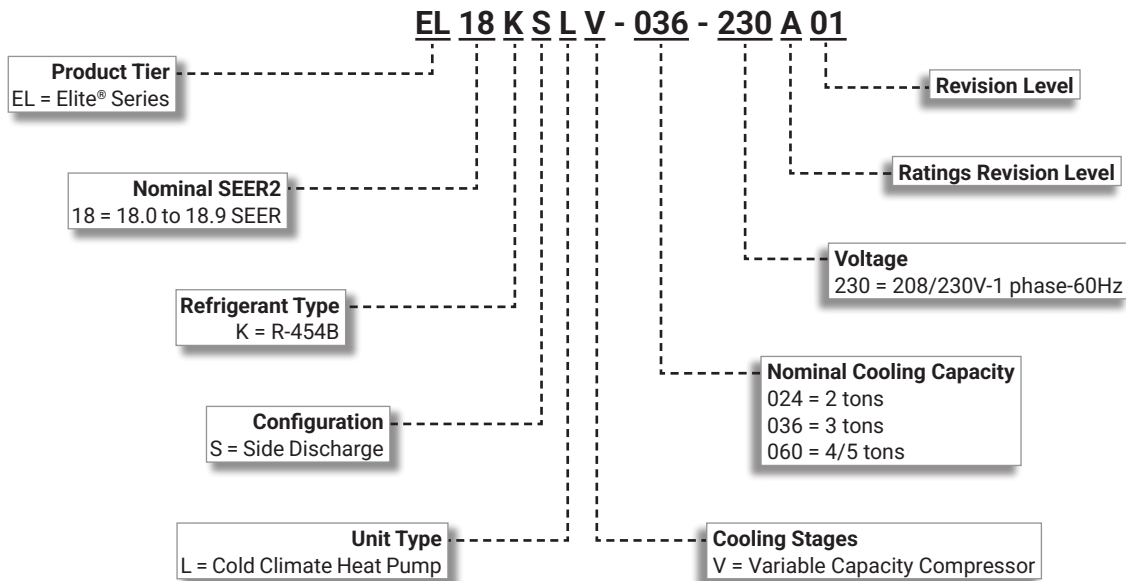 EL 18 K S L V - 036 - 230 A 01
Product Tier
EL = Elite® Series
Revision Level
Nominal SEER2
18 = 18.0 to 18.9 SEER
Ratings Revision Level
Voltage
230 = 208/230V-1 phase-60Hz
Refrigerant Type
K = R-454B
Nominal Cooling Capacity
024 = 2 tons
036 = 3 tons
060 = 4/5 tons
Configuration
S = Side Discharge
Unit Type
L = Cold Climate Heat Pump
Cooling Stages
V = Variable Capacity Compressor